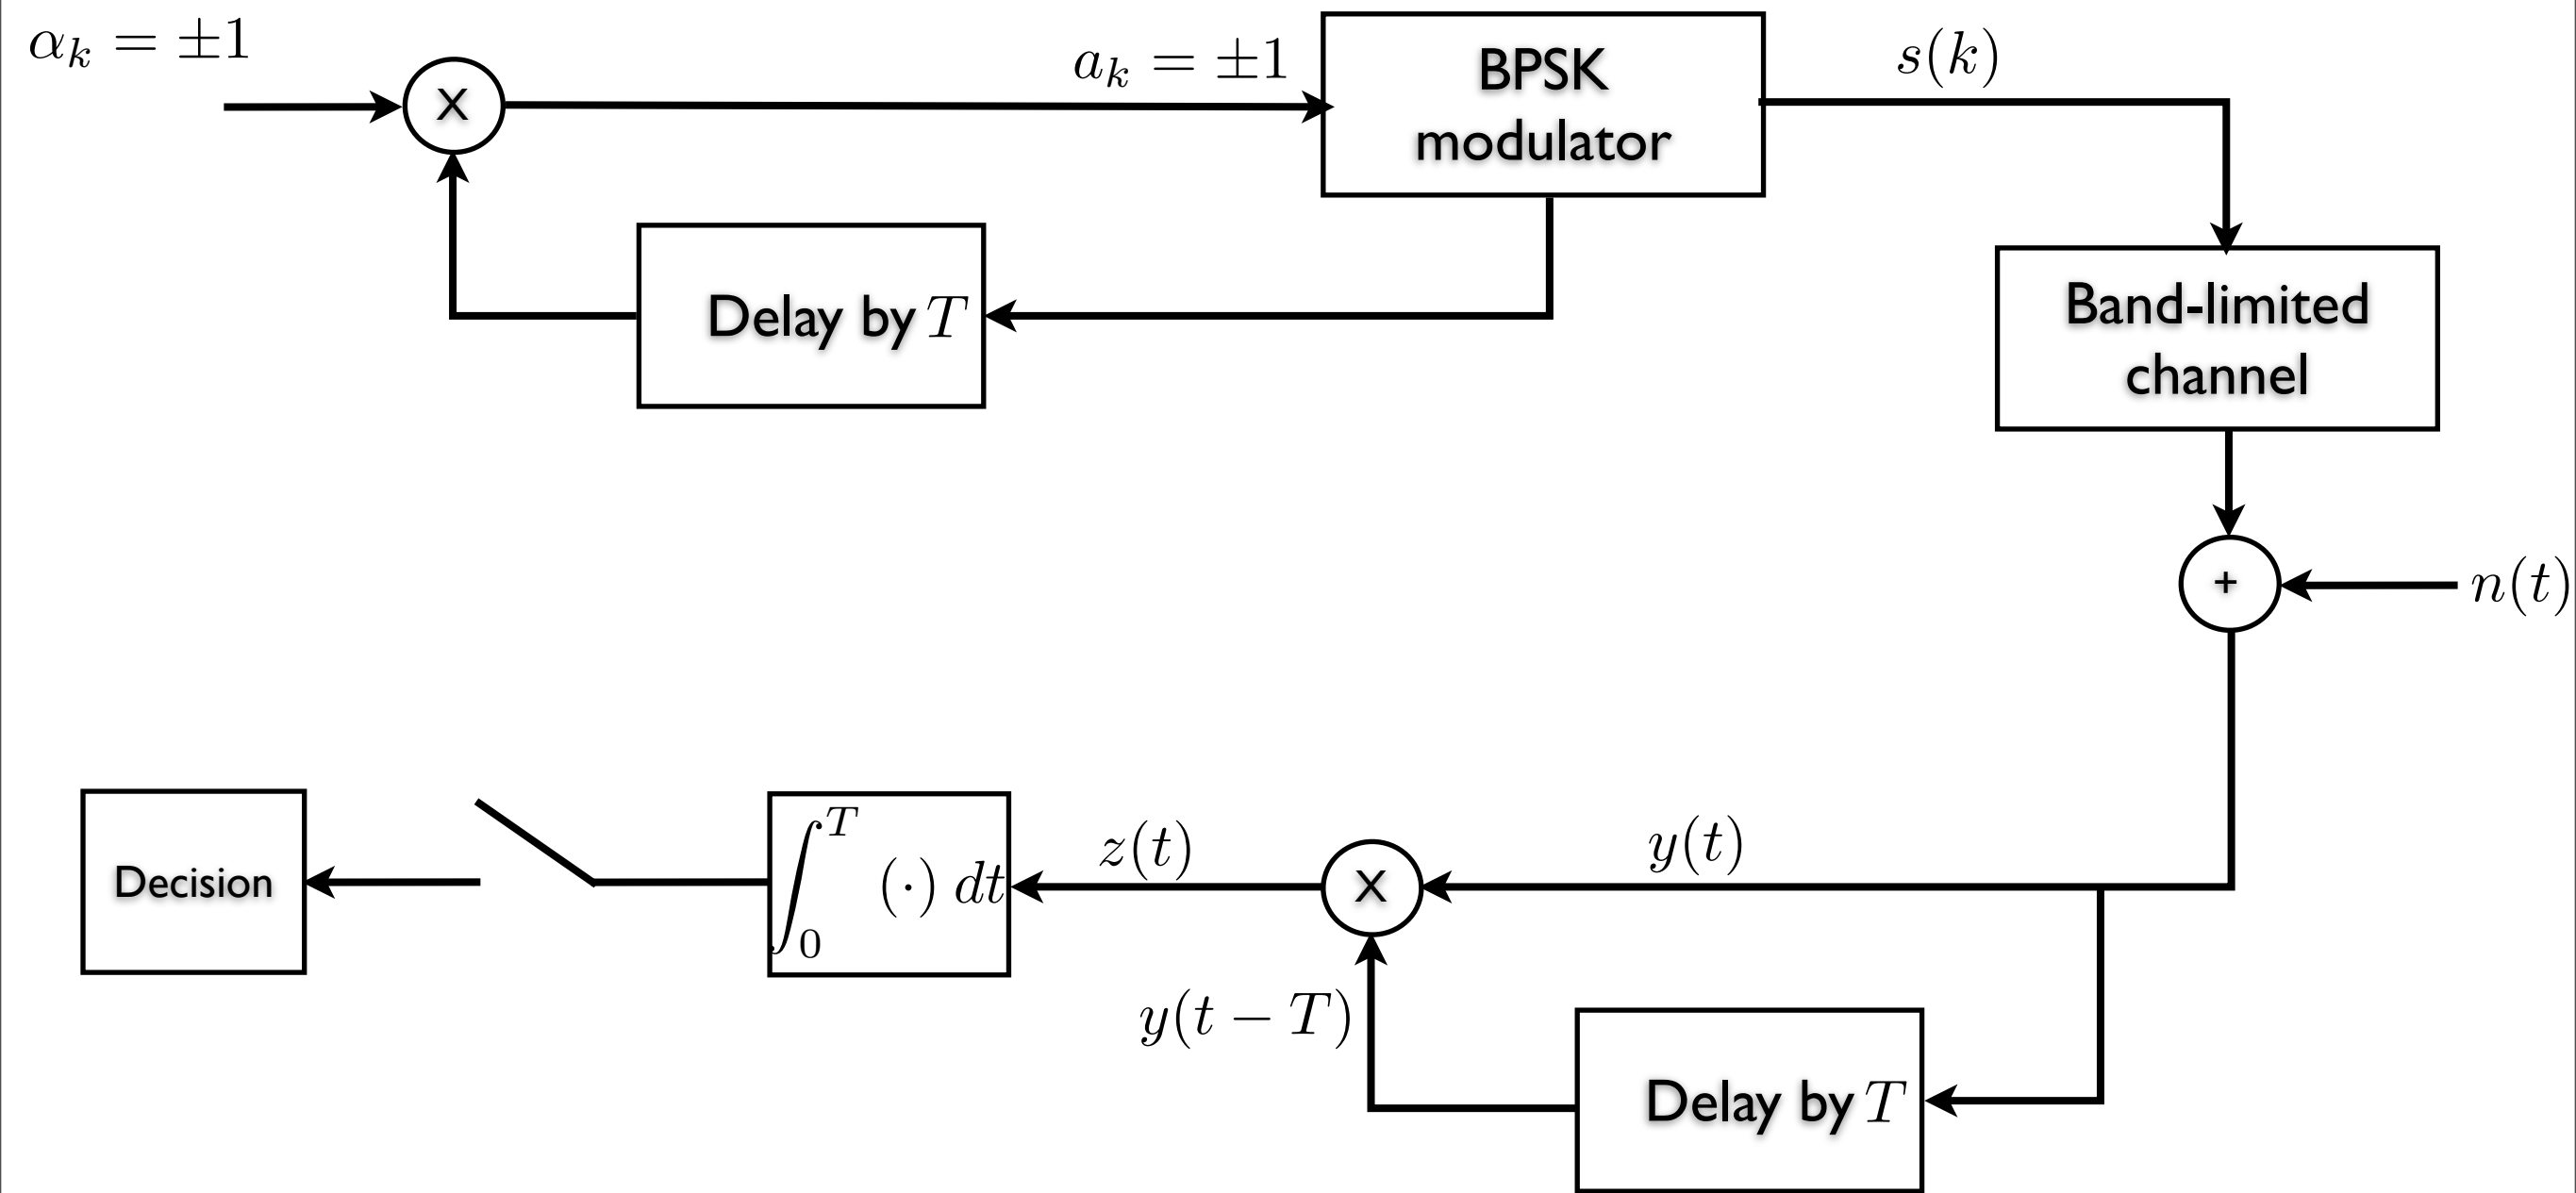 αₖ = ±1
X
aₖ = ±1
BPSK
modulator
s(k)
Delay by T
Band-limited
channel
+
n(t)
Decision
∫₀ᵀ (·) dt
z(t)
X
y(t)
y(t − T)
Delay by T